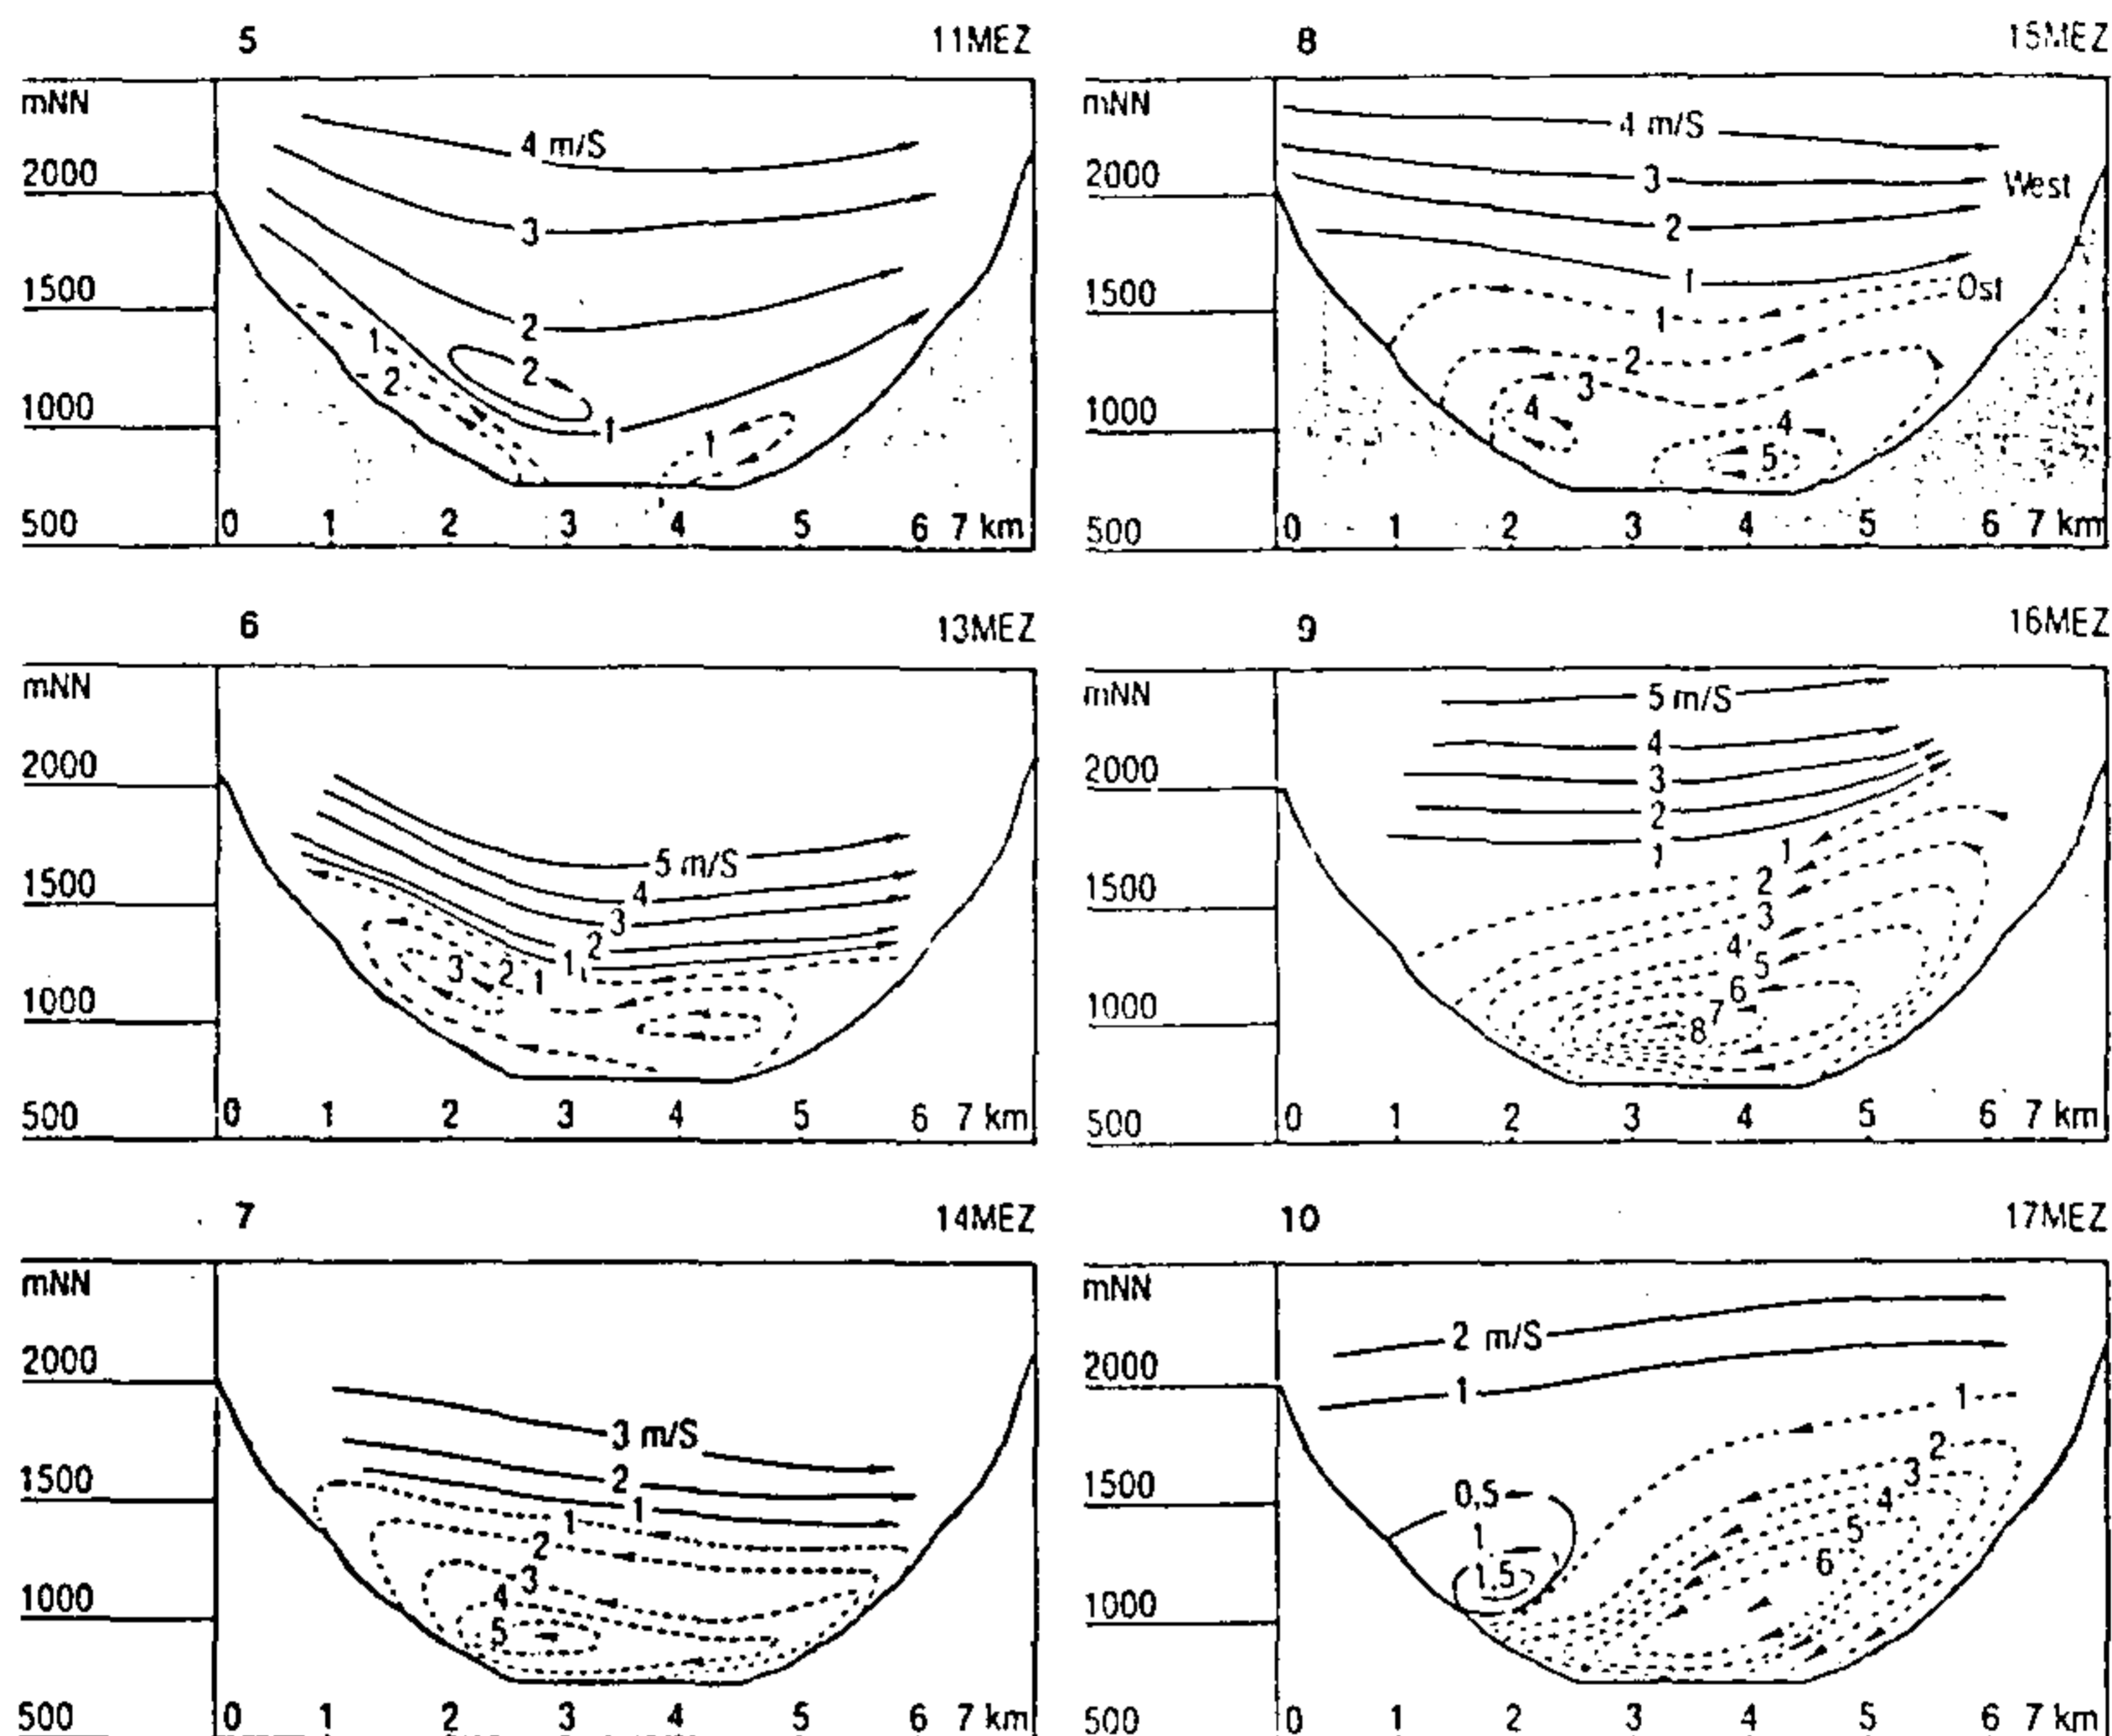 5 11MEZ
mNN
2000
1500
1000
500
4 m/S
3
2
1
2
2
1
1
0 1 2 3 4 5 6 7 km
8 15MEZ
mNN
2000
1500
1000
500
4 m/S
3
West
2
1
Ost
1
2
3
4
4
5
0 1 2 3 4 5 6 7 km
6 13MEZ
mNN
2000
1500
1000
500
5 m/S
4
3
2
1 1
3 2 1
0 1 2 3 4 5 6 7 km
9 16MEZ
mNN
2000
1500
1000
500
5 m/S
4
3
2
1
1
2
3
4
5
6
7
8
0 1 2 3 4 5 6 7 km
7 14MEZ
mNN
2000
1500
1000
500
3 m/S
2
1
1
2
3
4
5
0 1 2 3 4 5 6 7 km
10 17MEZ
mNN
2000
1500
1000
500
2 m/S
1
1
2
3
4
5
6
0,5
1
1,5
0 1 2 3 4 5 6 7 km